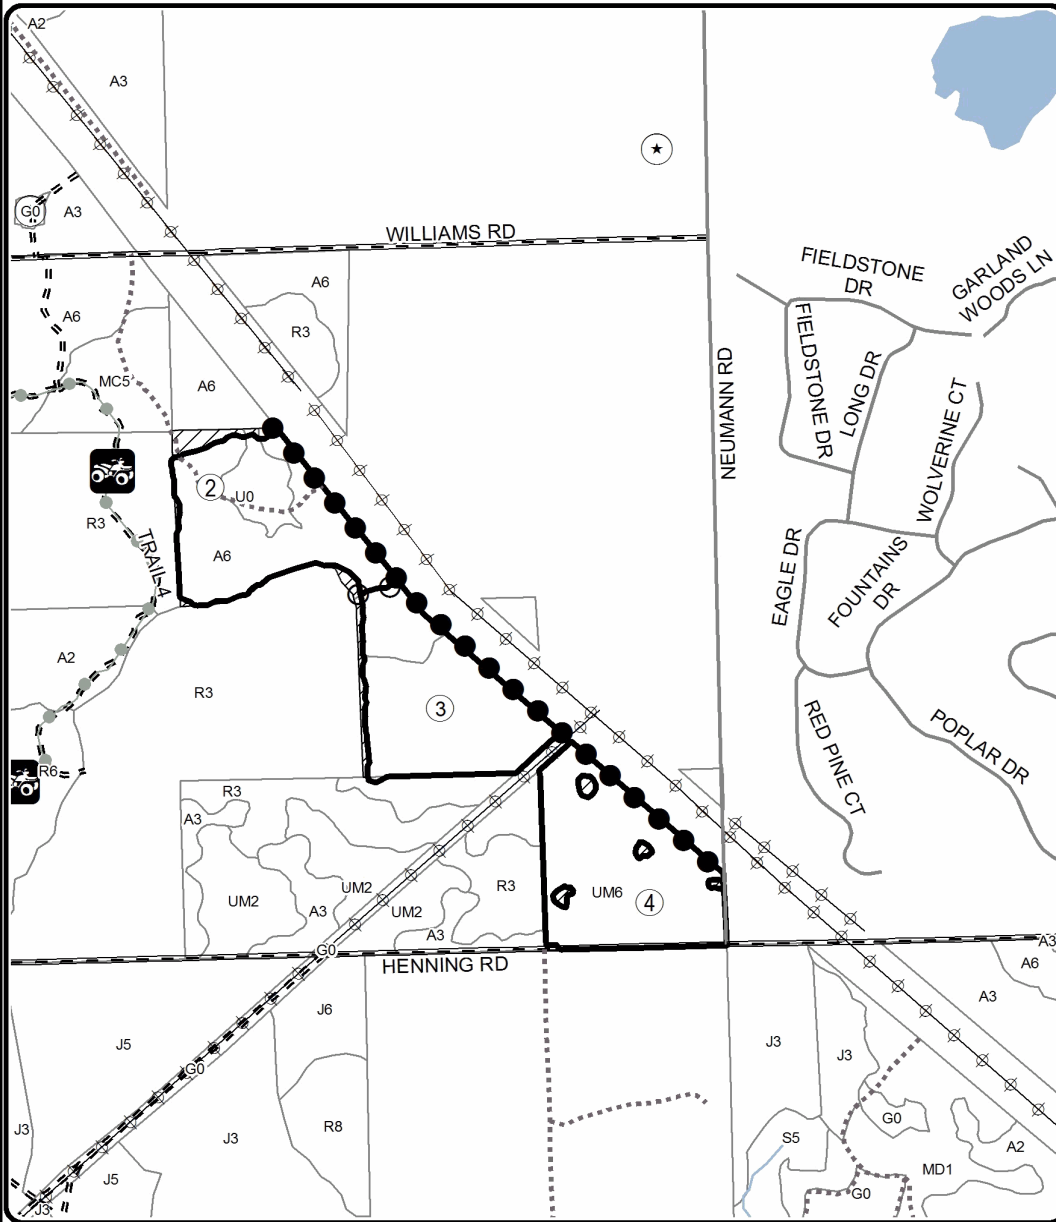 A2
A3
G0
A3
WILLIAMS RD
A6
A6
R3
MC5
A6
FIELDSTONE
DR
GARLAND
WOODS LN
FIELDSTONE DR
LONG DR
NEUMANN RD
WOLVERINE CT
2
U0
R3
A6
TRAIL 4
EAGLE DR
FOUNTAINS
DR
A2
R3
3
RED PINE CT
POPLAR DR
R6
R3
A3
UM2
UM2
A3
UM2
A3
R3
UM6
4
G0
HENNING RD
A3
A6
A3
J6
J5
G0
J3
J3
J3
R8
J3
J5
J3
G0
S5
A2
MD1
G0